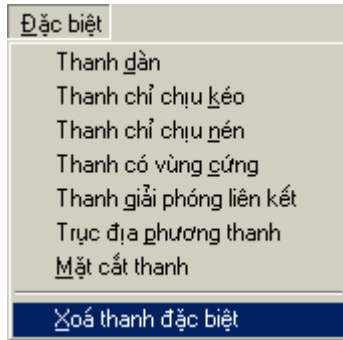 Đặc biệt
Thanh dàn
Thanh chỉ chịu kéo
Thanh chỉ chịu nén
Thanh có vùng cứng
Thanh giải phóng liên kết
Trục địa phương thanh
Mặt cắt thanh
Xoá thanh đặc biệt